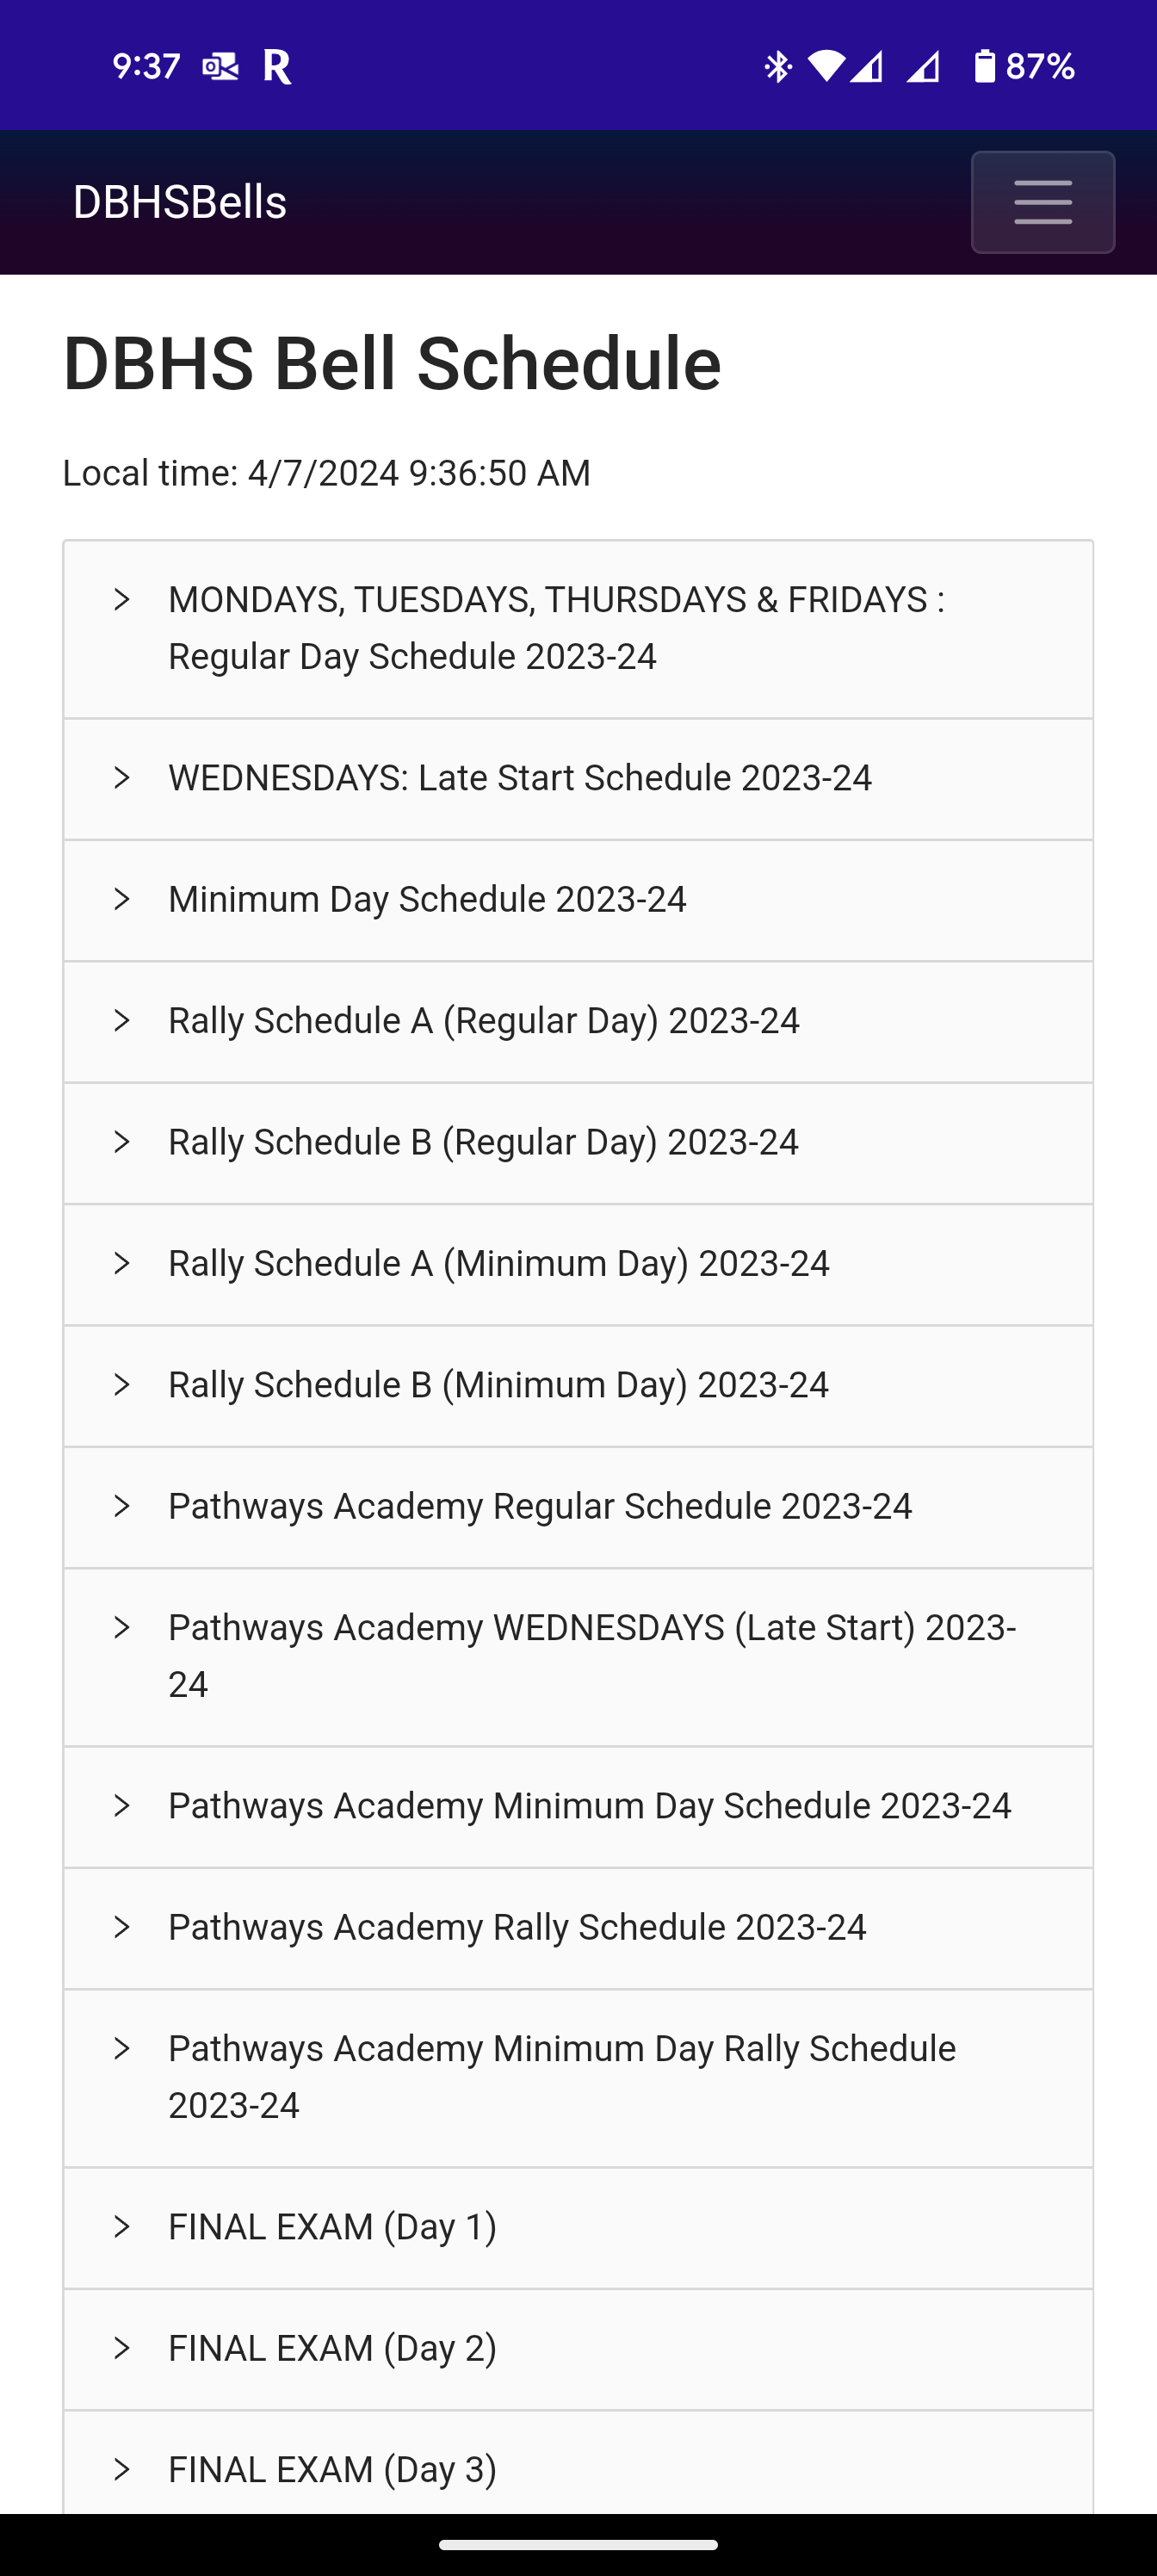 9:37 R 87%
DBHSBells
DBHS Bell Schedule
Local time: 4/7/2024 9:36:50 AM
MONDAYS, TUESDAYS, THURSDAYS & FRIDAYS :
Regular Day Schedule 2023-24
WEDNESDAYS: Late Start Schedule 2023-24
Minimum Day Schedule 2023-24
Rally Schedule A (Regular Day) 2023-24
Rally Schedule B (Regular Day) 2023-24
Rally Schedule A (Minimum Day) 2023-24
Rally Schedule B (Minimum Day) 2023-24
Pathways Academy Regular Schedule 2023-24
Pathways Academy WEDNESDAYS (Late Start) 2023-
24
Pathways Academy Minimum Day Schedule 2023-24
Pathways Academy Rally Schedule 2023-24
Pathways Academy Minimum Day Rally Schedule
2023-24
FINAL EXAM (Day 1)
FINAL EXAM (Day 2)
FINAL EXAM (Day 3)